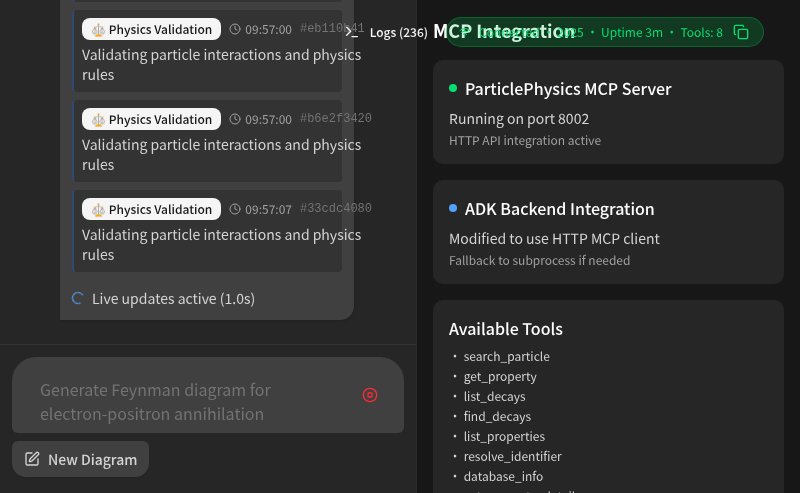 Physics Validation 09:57:00
Validating particle interactions and physics
rules
Physics Validation 09:57:00 #b6e2f3420
Validating particle interactions and physics
rules
Physics Validation 09:57:07 #33cdc4080
Validating particle interactions and physics
rules
Live updates active (1.0s)
Generate Feynman diagram for
electron-positron annihilation
New Diagram
Logs (236)
MCP Integration
• Uptime 3m • Tools: 8
ParticlePhysics MCP Server
Running on port 8002
HTTP API integration active
ADK Backend Integration
Modified to use HTTP MCP client
Fallback to subprocess if needed
Available Tools
• search_particle
• get_property
• list_decays
• find_decays
• list_properties
• resolve_identifier
• database_info